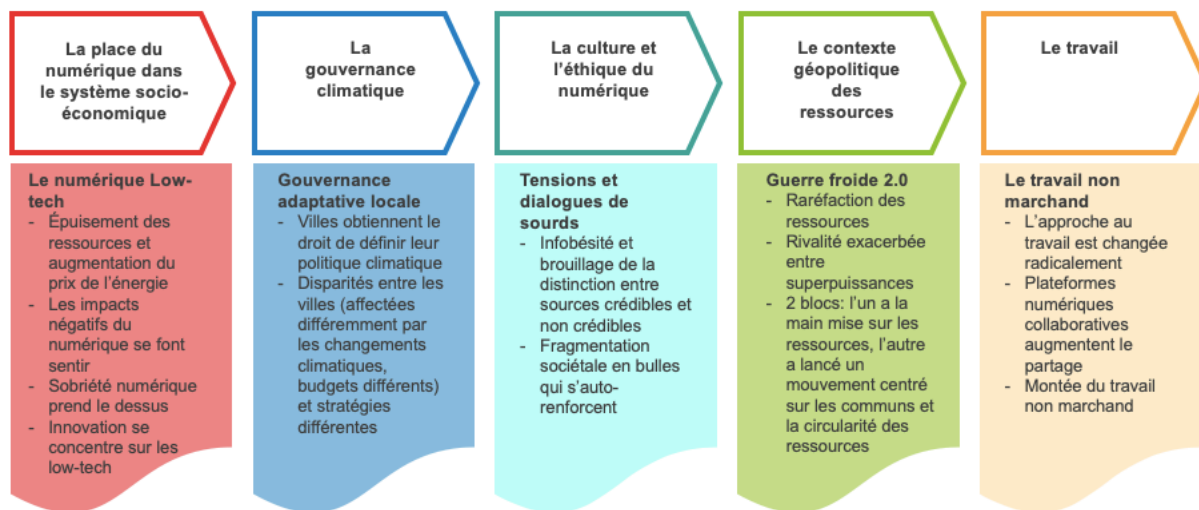 La place du
numérique dans
le système socio-
économique
Le numérique Low-
tech
- Épuisement des
ressources et
augmentation du
prix de l'énergie
- Les impacts
négatifs du
numérique se font
sentir
- Sobriété numérique
prend le dessus
- Innovation se
concentre sur les
low-tech
La
gouvernance
climatique
Gouvernance
adaptative locale
- Villes obtiennent le
droit de définir leur
politique climatique
- Disparités entre les
villes (affectées
différemment par
les changements
climatiques,
budgets différents)
et stratégies
différentes
La culture et
l'éthique du
numérique
Tensions et
dialogues de
sourds
- Infobésité et
brouillage de la
distinction entre
sources crédibles et
non crédibles
- Fragmentation
sociétale en bulles
qui s'auto-
renforcent
Le contexte
géopolitique
des
ressources
Guerre froide 2.0
- Raréfaction des
ressources
- Rivalité exacerbée
entre
superpuissances
- 2 blocs: l'un a la
main mise sur les
ressources, l'autre
a lancé un
mouvement centré
sur les communs et
la circularité des
ressources
Le travail
Le travail non
marchand
- L'approche au
travail est changée
radicalement
- Plateformes
numériques
collaboratives
augmentent le
partage
- Montée du travail
non marchand